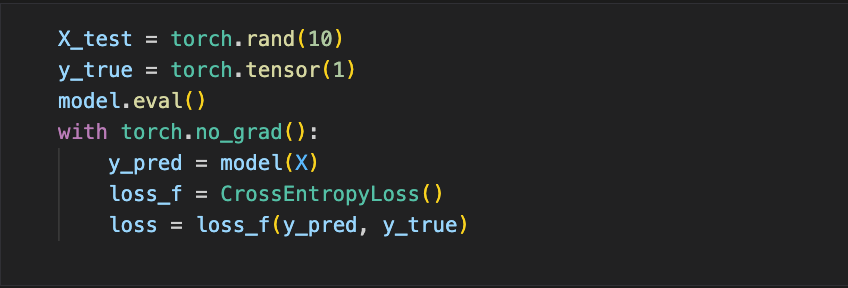 X_test = torch.rand(10)
y_true = torch.tensor(1)
model.eval()
with torch.no_grad():
    y_pred = model(X)
    loss_f = CrossEntropyLoss()
    loss = loss_f(y_pred, y_true)